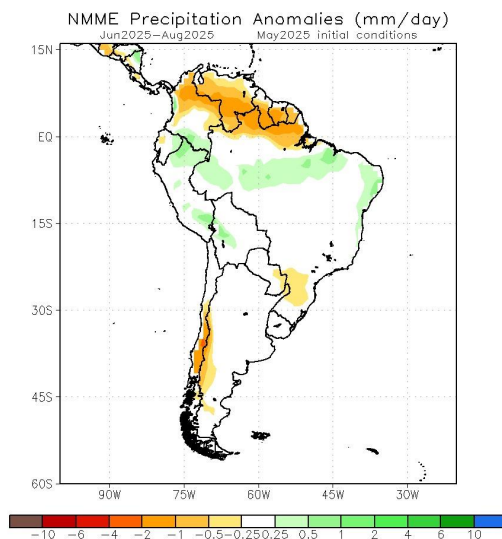 NMME Precipitation Anomalies (mm/day)
Jun2025-Aug2025 May2025 initial conditions
15N
EQ
15S
30S
45S
60S
90W 75W 60W 45W 30W
-10 -6 -4 -2 -1 -0.5 -0.25 0.25 0.5 1 2 4 6 10